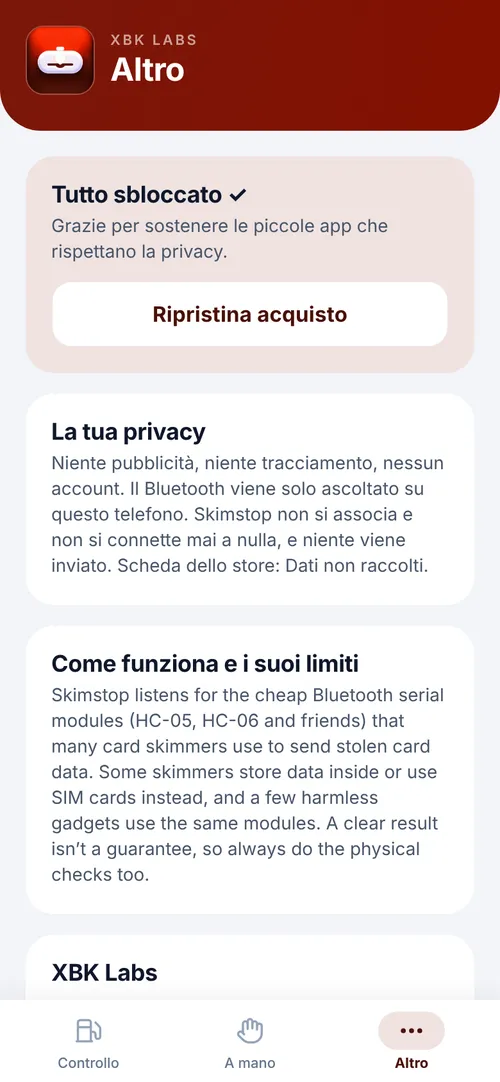 XBK LABS
Altro
Tutto sbloccato ✓
Grazie per sostenere le piccole app che
rispettano la privacy.
Ripristina acquisto
La tua privacy
Niente pubblicità, niente tracciamento, nessun
account. Il Bluetooth viene solo ascoltato su
questo telefono. Skimstop non si associa e
non si connette mai a nulla, e niente viene
inviato. Scheda dello store: Dati non raccolti.
Come funziona e i suoi limiti
Skimstop listens for the cheap Bluetooth serial
modules (HC-05, HC-06 and friends) that
many card skimmers use to send stolen card
data. Some skimmers store data inside or use
SIM cards instead, and a few harmless
gadgets use the same modules. A clear result
isn’t a guarantee, so always do the physical
checks too.
XBK Labs
Controllo
A mano
Altro